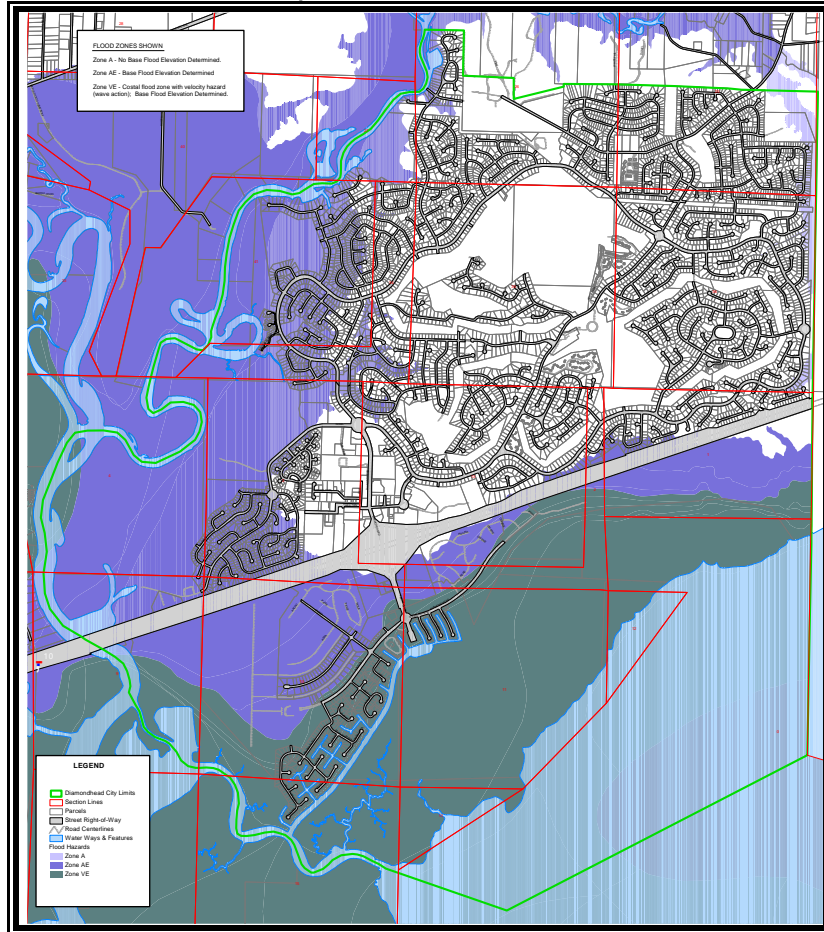 FLOOD ZONES SHOWN
Zone A - No Base Flood Elevation Determined.
Zone AE - Base Flood Elevation Determined
Zone VE - Costal flood zone with velocity hazard
(wave action); Base Flood Elevation Determined.
10
LEGEND
Diamondhead City Limits
Section Lines
Parcels
Street Right-of-Way
Road Centerlines
Water Ways & Features
Flood Hazards
Zone A
Zone AE
Zone VE